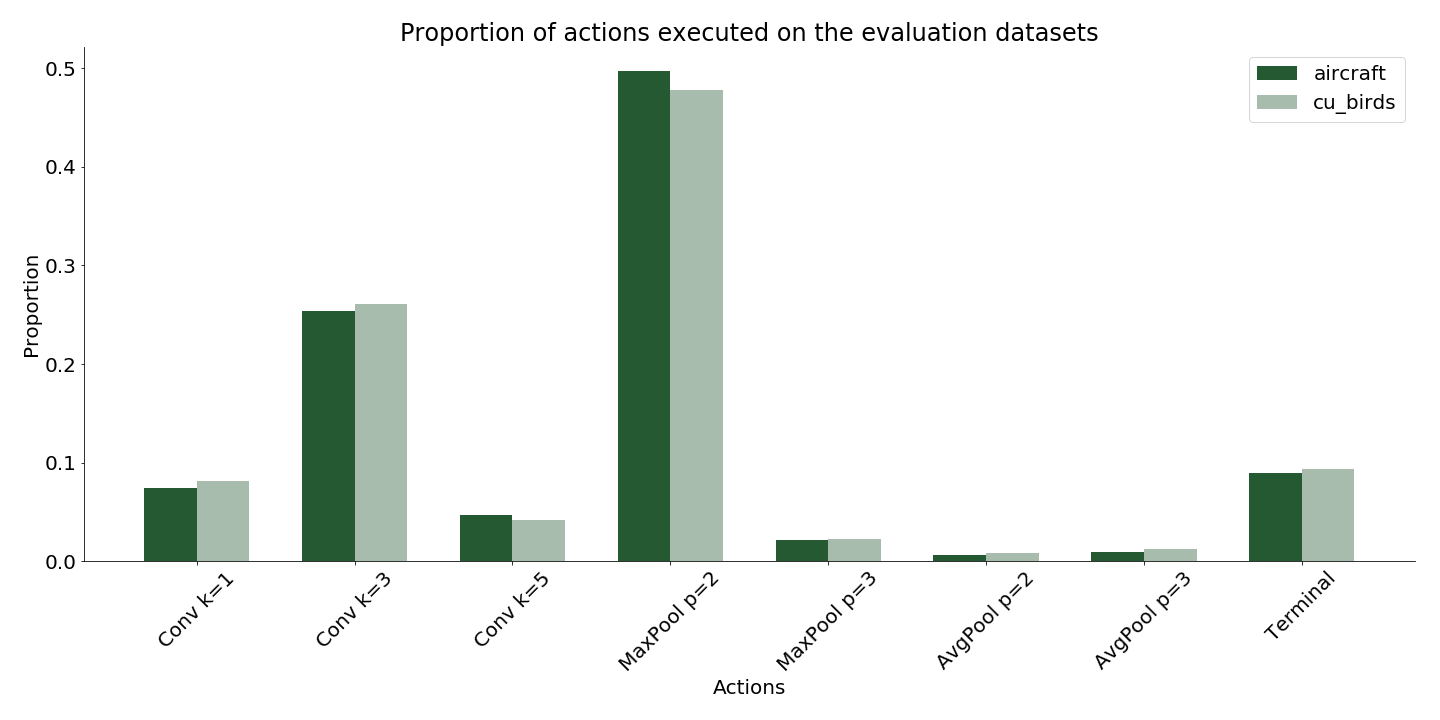 Proportion of actions executed on the evaluation datasets
aircraft
cu_birds
Proportion
0.5
0.4
0.3
0.2
0.1
0.0
Conv k=1
Conv k=3
Conv k=5
MaxPool p=2
MaxPool p=3
AvgPool p=2
AvgPool p=3
Terminal
Actions